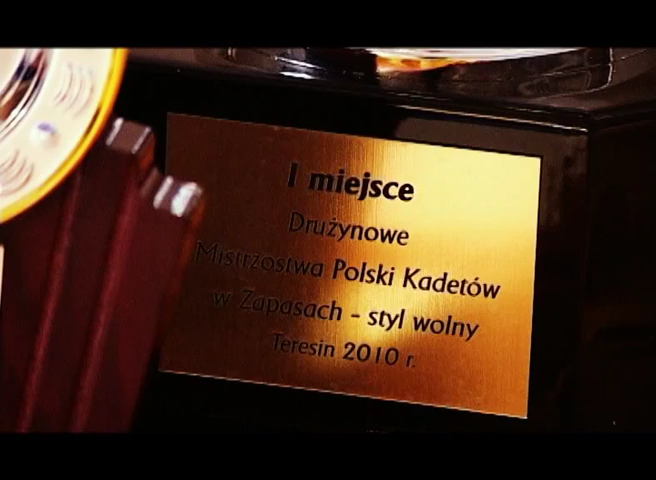 I miejsce
Drużynowe
Mistrzostwa Polski Kadetów
w Zapasach - styl wolny
Teresin 2010 r.